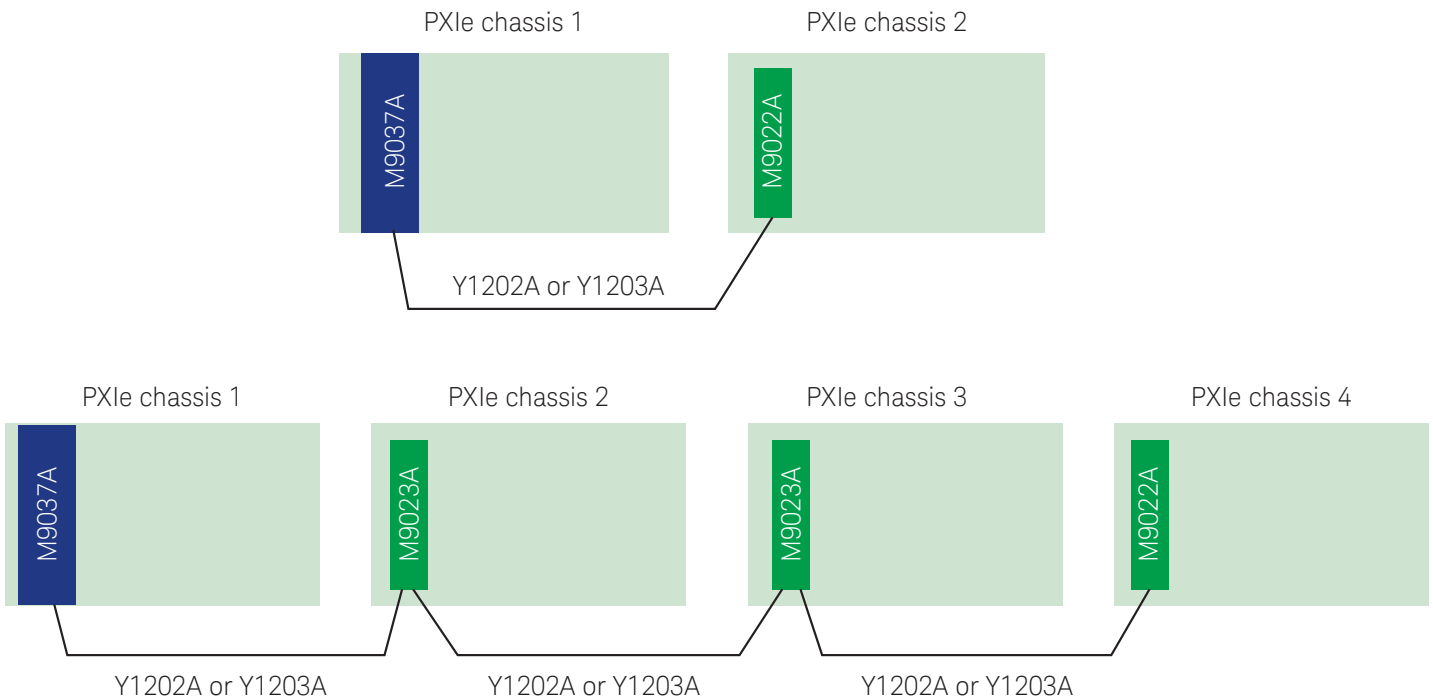 PXIe chassis 1
PXIe chassis 2
M9037A
M9022A
Y1202A or Y1203A
PXIe chassis 1
PXIe chassis 2
PXIe chassis 3
PXIe chassis 4
M9037A
M9023A
M9023A
M9022A
Y1202A or Y1203A
Y1202A or Y1203A
Y1202A or Y1203A